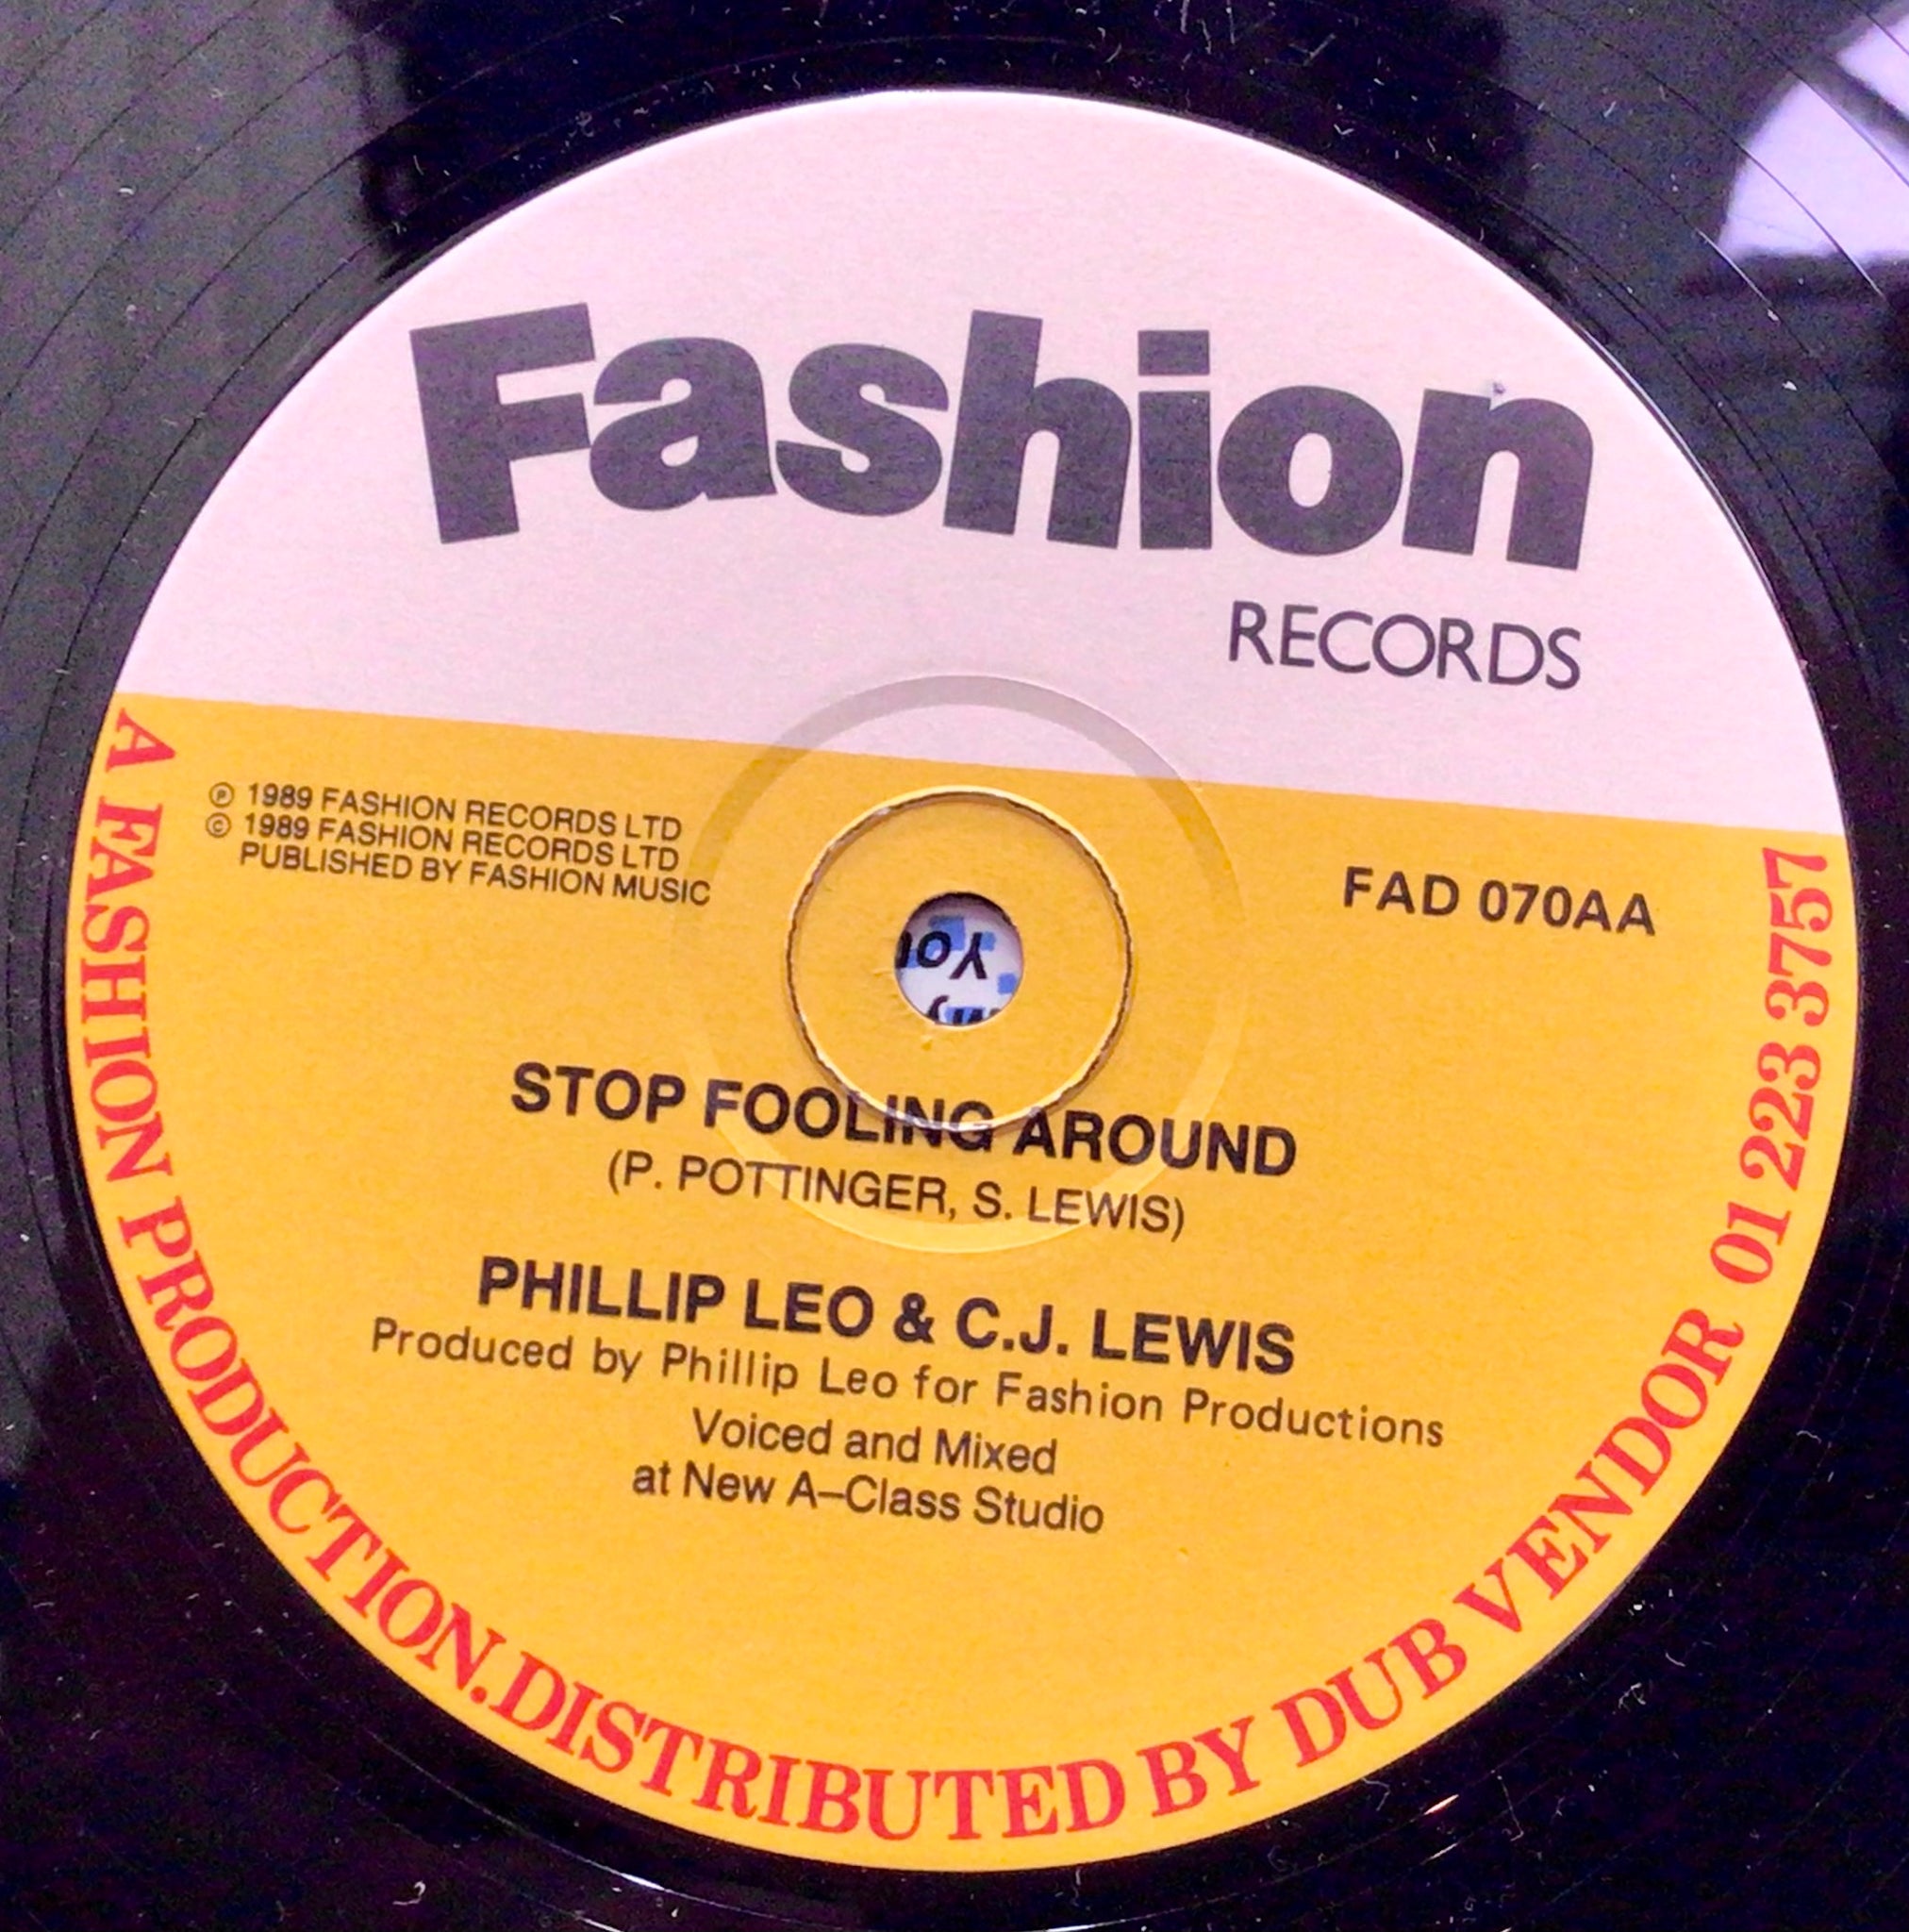 Fashion
RECORDS
℗ 1989 FASHION RECORDS LTD
© 1989 FASHION RECORDS LTD
PUBLISHED BY FASHION MUSIC
FAD 070AA
STOP FOOLING AROUND
(P. POTTINGER, S. LEWIS)
PHILLIP LEO & C.J. LEWIS
Produced by Phillip Leo for Fashion Productions
Voiced and Mixed
at New A–Class Studio
A FASHION PRODUCTION.DISTRIBUTED BY DUB VENDOR 01 223 3757